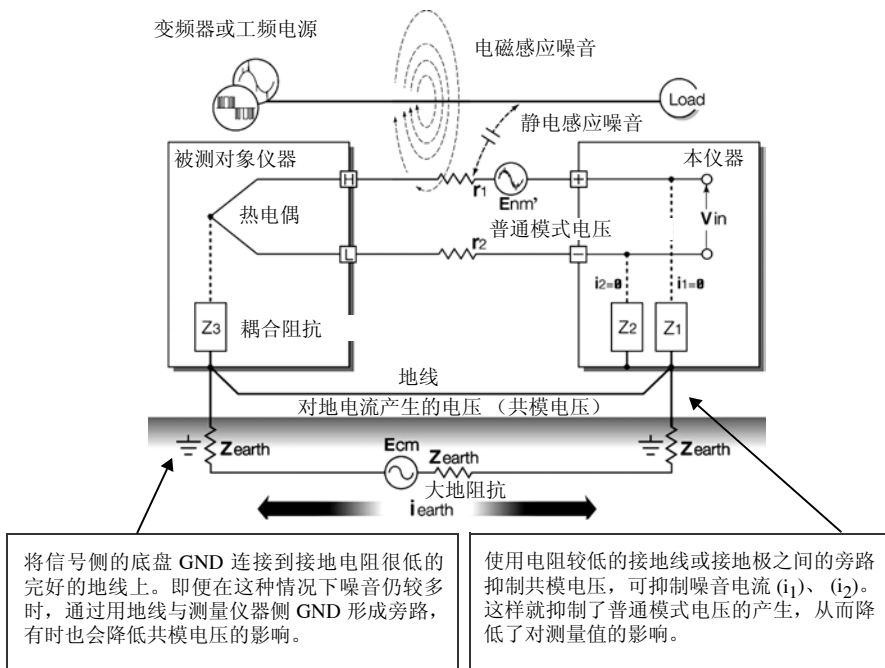 变频器或工频电源
电磁感应噪音
Load
静电感应噪音
被测对象仪器
本仪器
H
r1
Enm'
+
热电偶
Vin
普通模式电压
r2
L
−
i2=0
i1=0
Z3
耦合阻抗
Z2
Z1
地线
对地电流产生的电压 （共模电压）
Zearth
Ecm
Zearth
Zearth
大地阻抗
iearth
将信号侧的底盘 GND 连接到接地电阻很低的
完好的地线上。即便在这种情况下噪音仍较多
时，通过用地线与测量仪器侧 GND 形成旁路，
有时也会降低共模电压的影响。
使用电阻较低的接地线或接地极之间的旁路
抑制共模电压，可抑制噪音电流 (i1)、 (i2)。
这样就抑制了普通模式电压的产生，从而降
低了对测量值的影响。